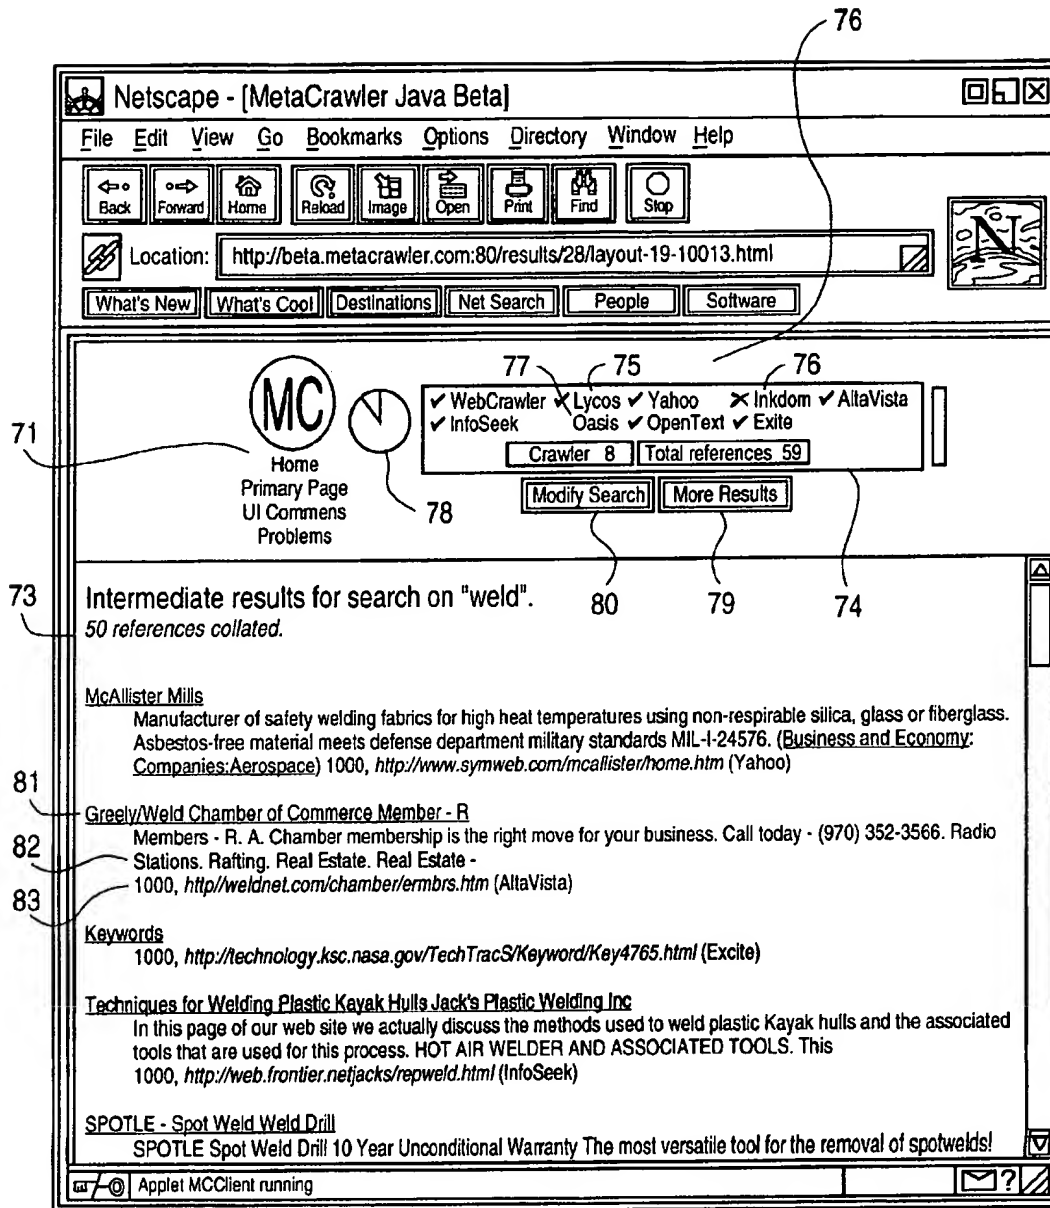 76
Netscape - [MetaCrawler Java Beta]
File Edit View Go Bookmarks Options Directory Window Help
Back Forward Home Reload Image Open Print Find Stop
N
Location: http://beta.metacrawler.com:80/results/28/layout-19-10013.html
What's New What's Cool Destinations Net Search People Software
77 75 76
MC
✔ WebCrawler ✗ Lycos ✔ Yahoo ✗ Inkdom ✔ AltaVista
✔ InfoSeek Oasis ✔ OpenText ✔ Exite
Crawler 8 Total references 59
71
Home
Primary Page
UI Commens
Problems
78
Modify Search More Results
80 79 74
73
Intermediate results for search on "weld".
50 references collated.
McAllister Mills
Manufacturer of safety welding fabrics for high heat temperatures using non-respirable silica, glass or fiberglass.
Asbestos-free material meets defense department military standards MIL-I-24576. (Business and Economy:
Companies:Aerospace) 1000, http://www.symweb.com/mcallister/home.htm (Yahoo)
81
Greely/Weld Chamber of Commerce Member - R
Members - R. A. Chamber membership is the right move for your business. Call today - (970) 352-3566. Radio
82
Stations. Rafting. Real Estate. Real Estate -
83
1000, http//weldnet.com/chamber/ermbrs.htm (AltaVista)
Keywords
1000, http://technology.ksc.nasa.gov/TechTracS/Keyword/Key4765.html (Excite)
Techniques for Welding Plastic Kayak Hulls Jack's Plastic Welding Inc
In this page of our web site we actually discuss the methods used to weld plastic Kayak hulls and the associated
tools that are used for this process. HOT AIR WELDER AND ASSOCIATED TOOLS. This
1000, http://web.frontier.netjacks/repweld.html (InfoSeek)
SPOTLE - Spot Weld Weld Drill
SPOTLE Spot Weld Drill 10 Year Unconditional Warranty The most versatile tool for the removal of spotwelds!
Applet MCClient running
?